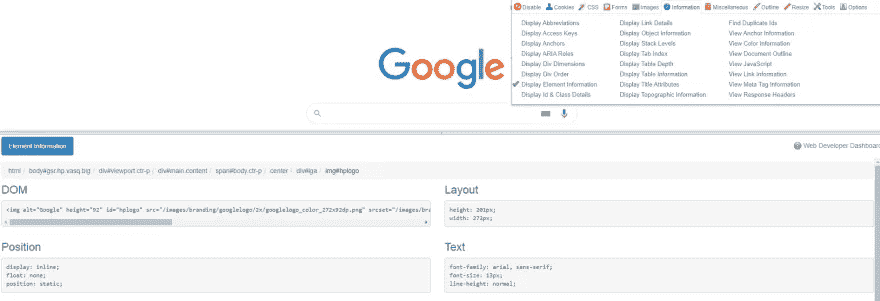 Disable Cookies CSS Forms Images Information Miscellaneous Outline Resize Tools Options
Display Abbreviations Display Link Details Find Duplicate Ids
Display Access Keys Display Object Information View Anchor Information
Display Anchors Display Stack Levels View Color Information
Display ARIA Roles Display Tab Index View Document Outline
Display Div Dimensions Display Table Depth View JavaScript
Display Div Order Display Table Information View Link Information
Display Element Information Display Title Attributes View Meta Tag Information
Display Id & Class Details Display Topographic Information View Response Headers
Google
Element Information Web Developer Dashboard
html / body#gsr.hp.vasq.big / div#viewport.ctr-p / div#main.content / span#body.ctr-p / center / div#lga / img#hplogo
DOM Layout
<img alt="Google" height="92" id="hplogo" src="/images/branding/googlelogo/2x/googlelogo_color_272x92dp.png" srcset="/images/bra height: 201px;
width: 272px;
Position Text
display: inline; font-family: arial, sans-serif;
float: none; font-size: 13px;
position: static; line-height: normal;